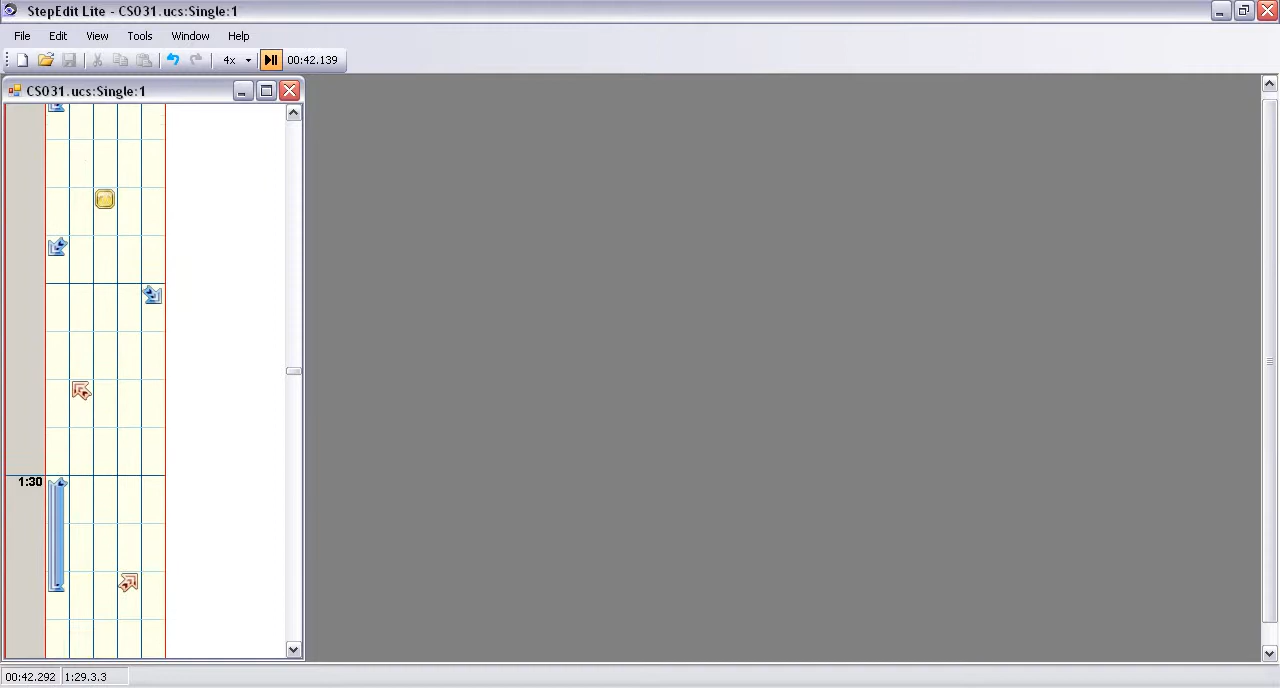 StepEdit Lite - CS031.ucs:Single:1
File Edit View Tools Window Help
4x 00:42.139
CS031.ucs:Single:1
1:30
00:42.292 1:29.3.3